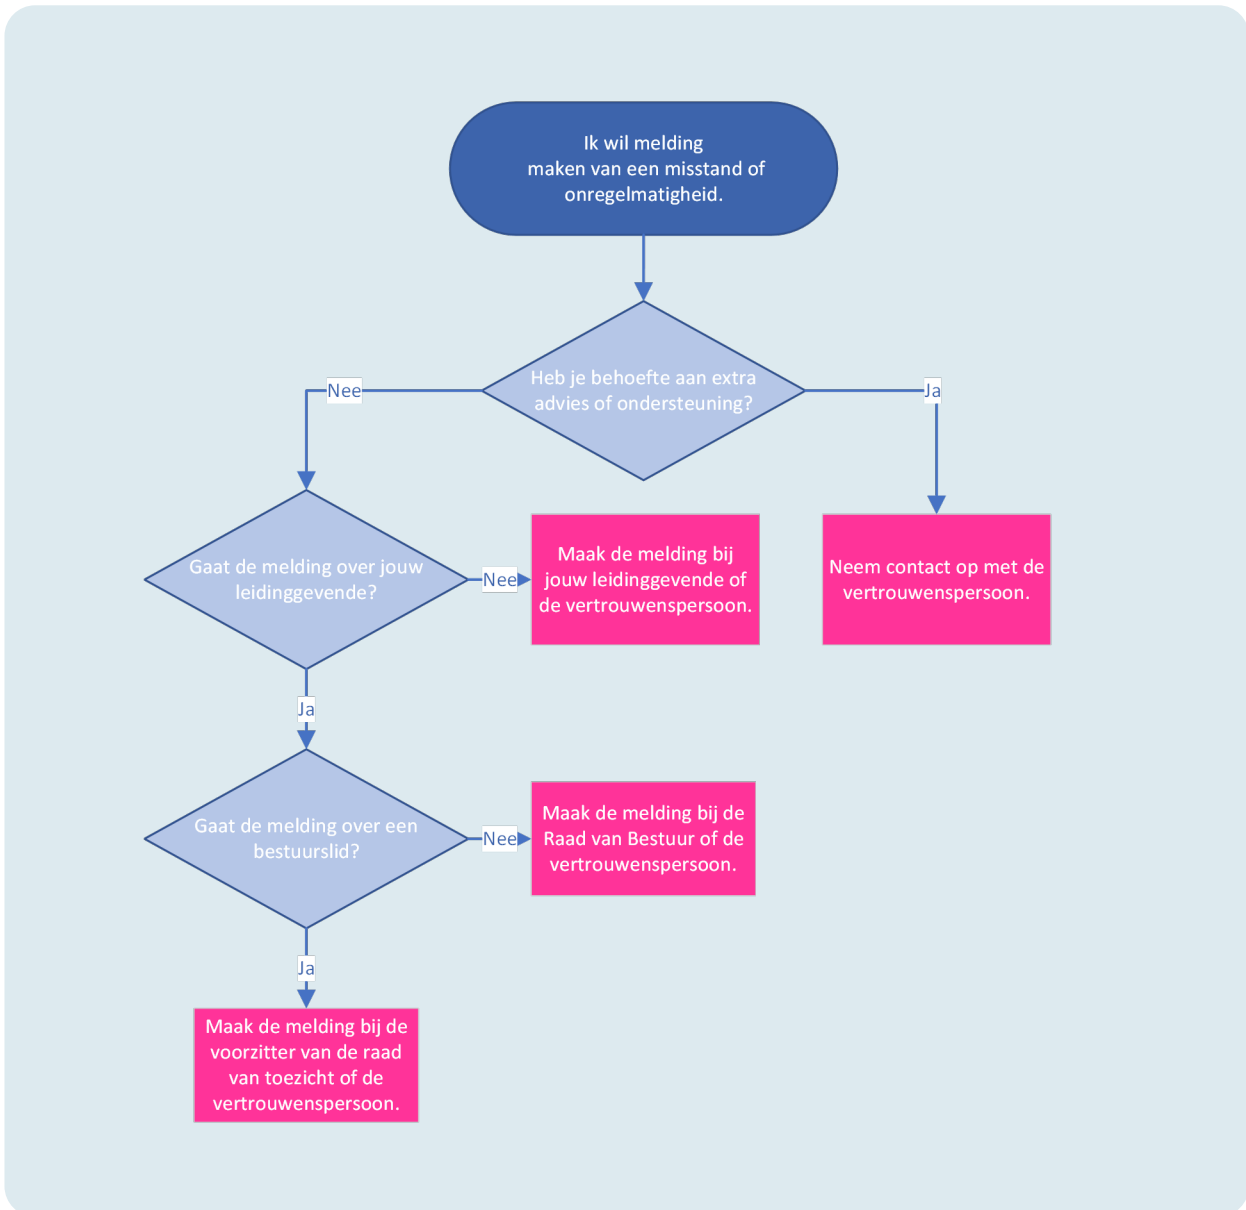 Ik wil melding
maken van een misstand of
onregelmatigheid.
Heb je behoefte aan extra
advies of ondersteuning?
Nee
Ja
Gaat de melding over jouw
leidinggevende?
Nee
Maak de melding bij
jouw leidinggevende of
de vertrouwenspersoon.
Neem contact op met de
vertrouwenspersoon.
Ja
Gaat de melding over een
bestuurslid?
Nee
Maak de melding bij de
Raad van Bestuur of de
vertrouwenspersoon.
Ja
Maak de melding bij de
voorzitter van de raad
van toezicht of de
vertrouwenspersoon.